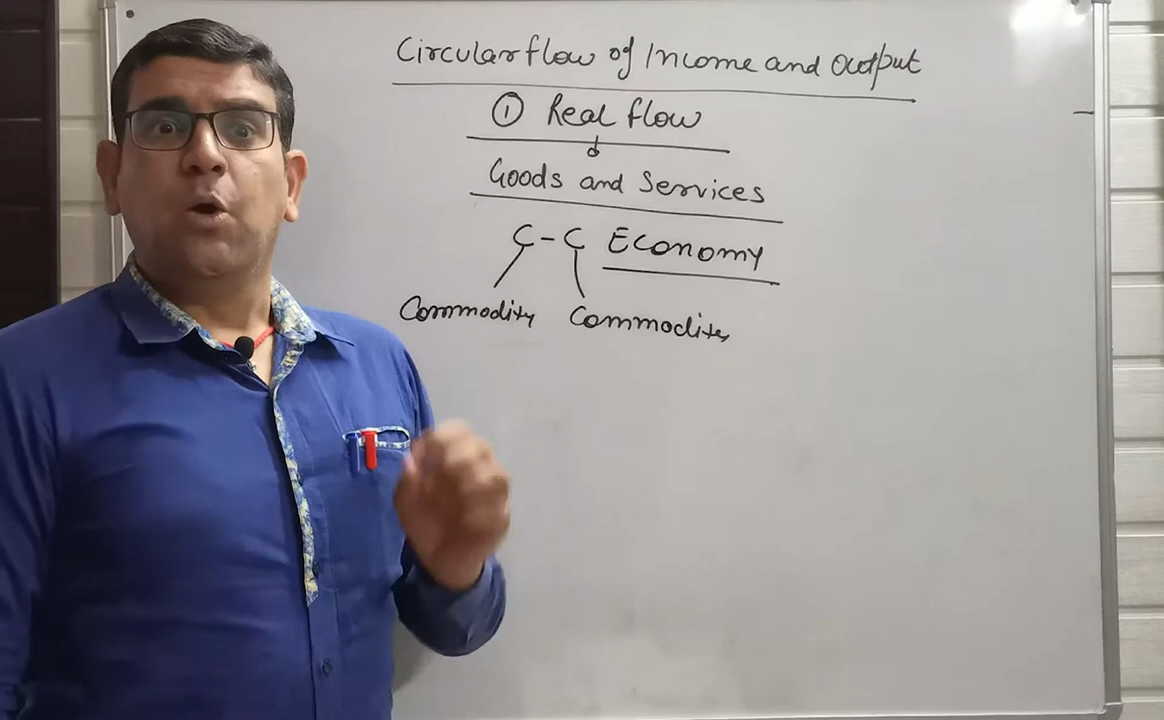 Circular flow of Income and Output
① Real flow
Goods and Services
C - C Economy
Commodity Commodity